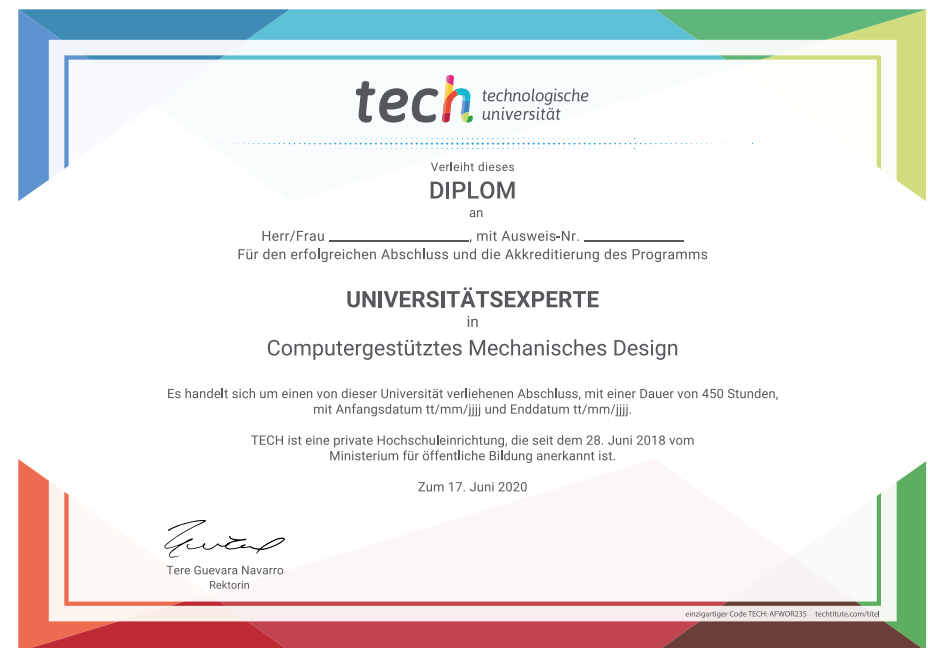 tech technologische
universität
Verleiht dieses
DIPLOM
an
Herr/Frau ____________________, mit Ausweis-Nr. ______________
Für den erfolgreichen Abschluss und die Akkreditierung des Programms
UNIVERSITÄTSEXPERTE
in
Computergestütztes Mechanisches Design
Es handelt sich um einen von dieser Universität verliehenen Abschluss, mit einer Dauer von 450 Stunden,
mit Anfangsdatum tt/mm/jjjj und Enddatum tt/mm/jjjj.
TECH ist eine private Hochschuleinrichtung, die seit dem 28. Juni 2018 vom
Ministerium für öffentliche Bildung anerkannt ist.
Zum 17. Juni 2020
Tere Guevara Navarro
Rektorin
einzigartiger Code TECH: AFWOR23S techtitute.com/titel